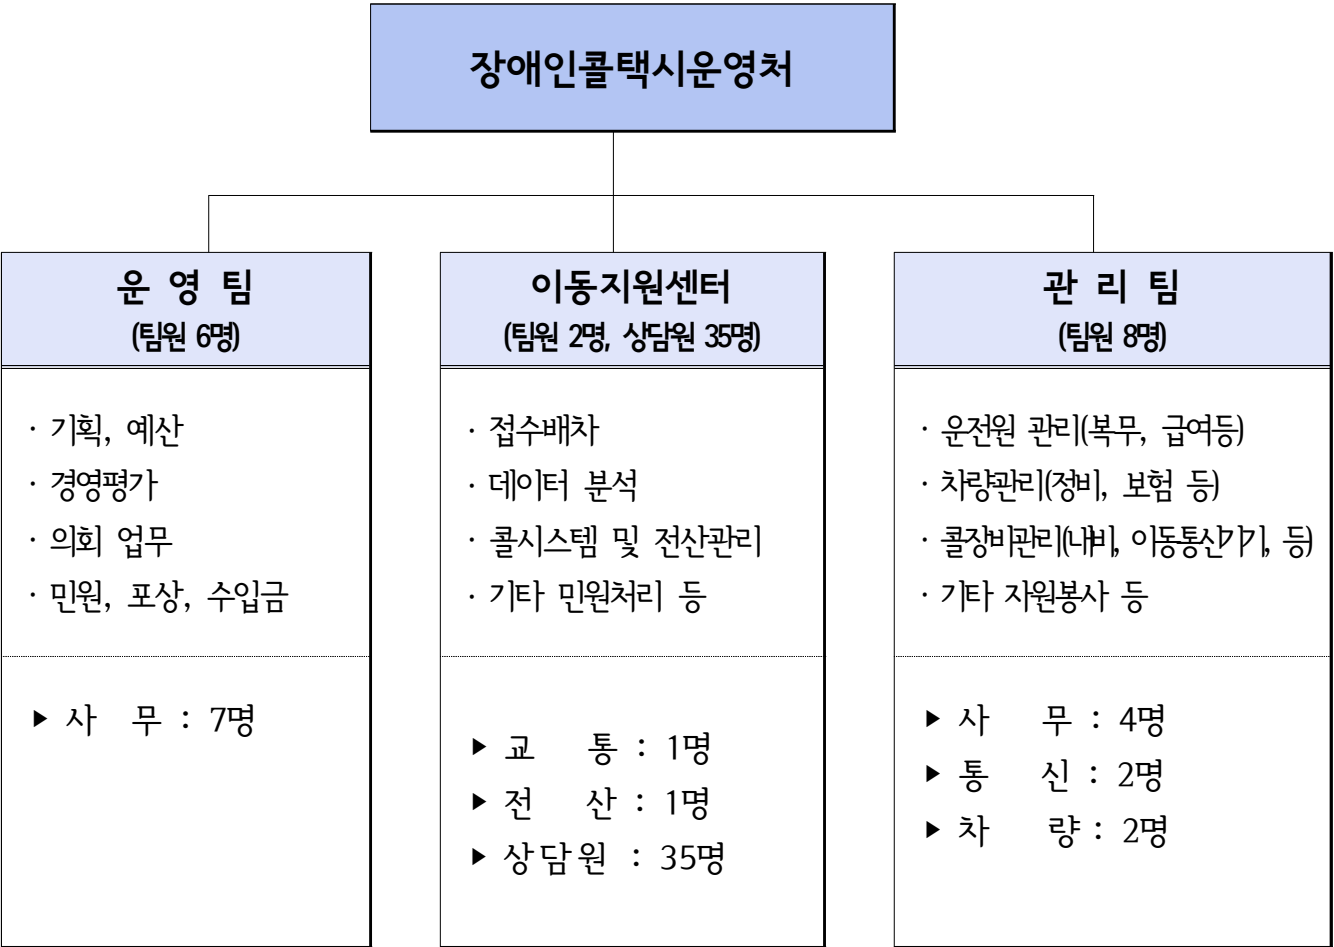 장애인콜택시운영처
운 영 팀
(팀원 6명)
· 기획, 예산
· 경영평가
· 의회 업무
· 민원, 포상, 수입금
▶ 사 무 : 7명
이동지원센터
(팀원 2명, 상담원 35명)
· 접수배차
· 데이터 분석
· 콜시스템 및 전산관리
· 기타 민원처리 등
▶ 교 통 : 1명
▶ 전 산 : 1명
▶ 상담원 : 35명
관 리 팀
(팀원 8명)
· 운전원 관리(복무, 급여등)
· 차량관리(정비, 보험 등)
· 콜장비관리(내비, 이동통신기기, 등)
· 기타 자원봉사 등
▶ 사 무 : 4명
▶ 통 신 : 2명
▶ 차 량 : 2명